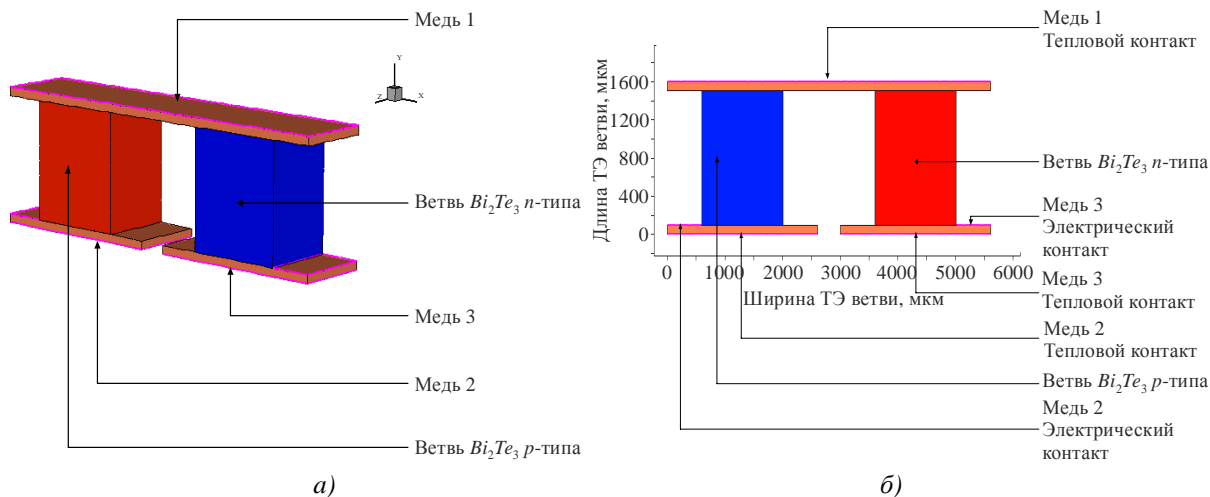 Медь 1
Y
Z
X
Ветвь Bi2Te3 n-типа
Медь 3
Медь 2
Ветвь Bi2Te3 p-типа
а)
Медь 1
Тепловой контакт
Длина ТЭ ветви, мкм
1600
1200
800
400
0
0
1000
2000
3000
4000
5000
6000
Ширина ТЭ ветви, мкм
Ветвь Bi2Te3 n-типа
Медь 3
Электрический
контакт
Медь 3
Тепловой контакт
Медь 2
Тепловой контакт
Ветвь Bi2Te3 p-типа
Медь 2
Электрический
контакт
б)